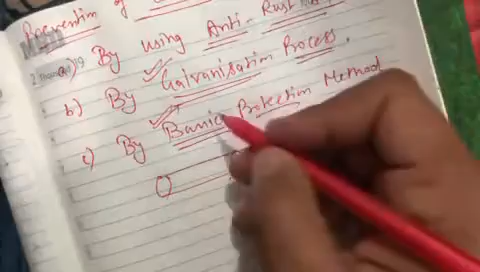 Prevention of
a) By using Anti-Rust
b) By Galvanisation Process.
c) By Barrier Protection Method